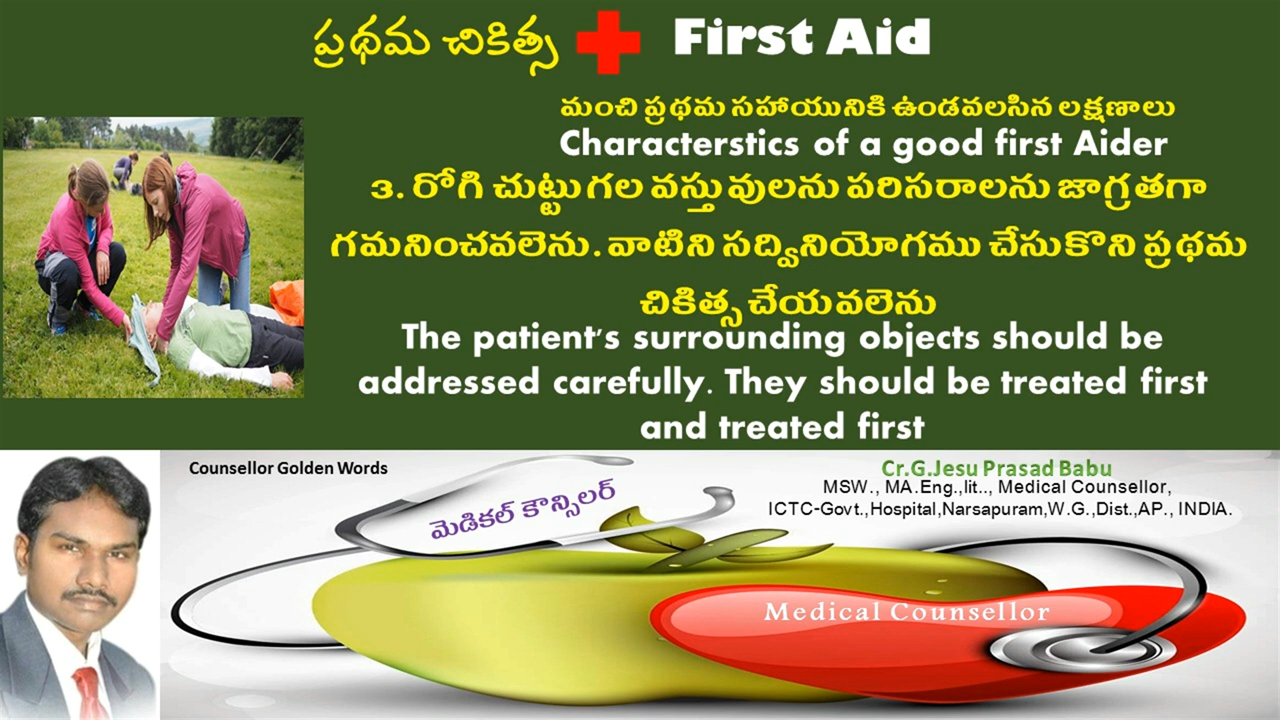 ప్రథమ చికిత్స First Aid
మంచి ప్రథమ సహాయునికి ఉండవలసిన లక్షణాలు
Characterstics of a good first Aider
3. రోగి చుట్టుగల వస్తువులను పరిసరాలను జాగ్రతగా
గమనించవలెను. వాటిని సద్వినియోగము చేసుకొని ప్రథమ
చికిత్స చేయవలెను
The patient's surrounding objects should be
addressed carefully. They should be treated first
and treated first
Counsellor Golden Words
Cr.G.Jesu Prasad Babu
MSW., MA.Eng.,lit.., Medical Counsellor,
ICTC-Govt.,Hospital,Narsapuram,W.G.,Dist.,AP., INDIA.
మెడికల్ కౌన్సిలర్
Medical Counsellor